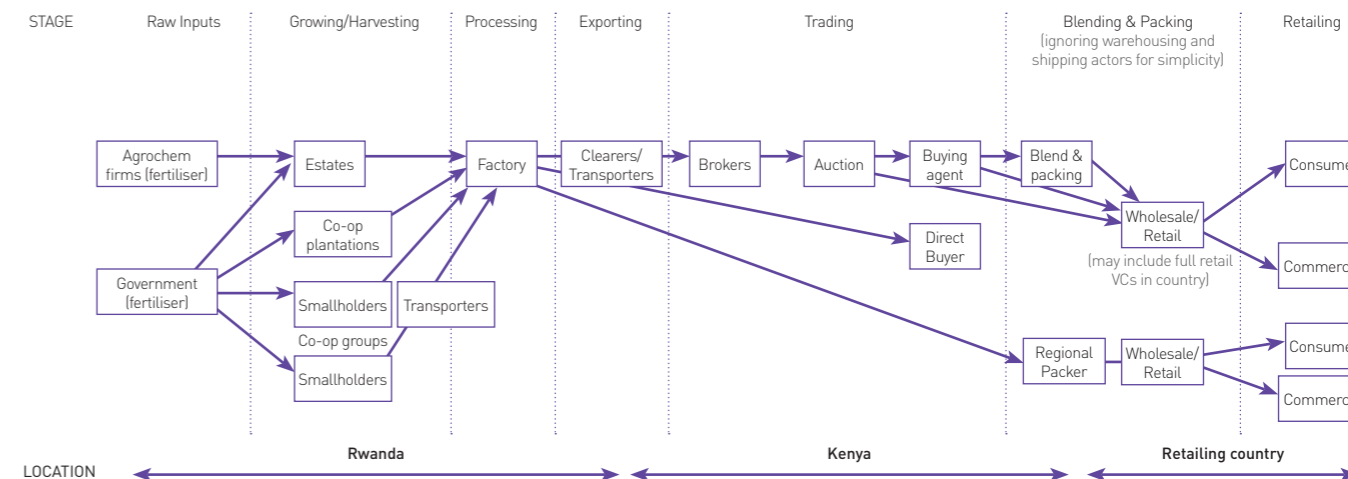 STAGE
Raw Inputs
Growing/Harvesting
Processing
Exporting
Trading
Blending & Packing
(ignoring warehousing and
shipping actors for simplicity)
Retailing
Agrochem
firms (fertiliser)
Estates
Factory
Clearers/
Transporters
Brokers
Auction
Buying
agent
Blend &
packing
Consume
Co-op
plantations
Wholesale/
Retail
Direct
Buyer
(may include full retail
VCs in country)
Commerc
Government
(fertiliser)
Smallholders
Transporters
Co-op groups
Smallholders
Regional
Packer
Wholesale/
Retail
Consume
Commerc
LOCATION
Rwanda
Kenya
Retailing country